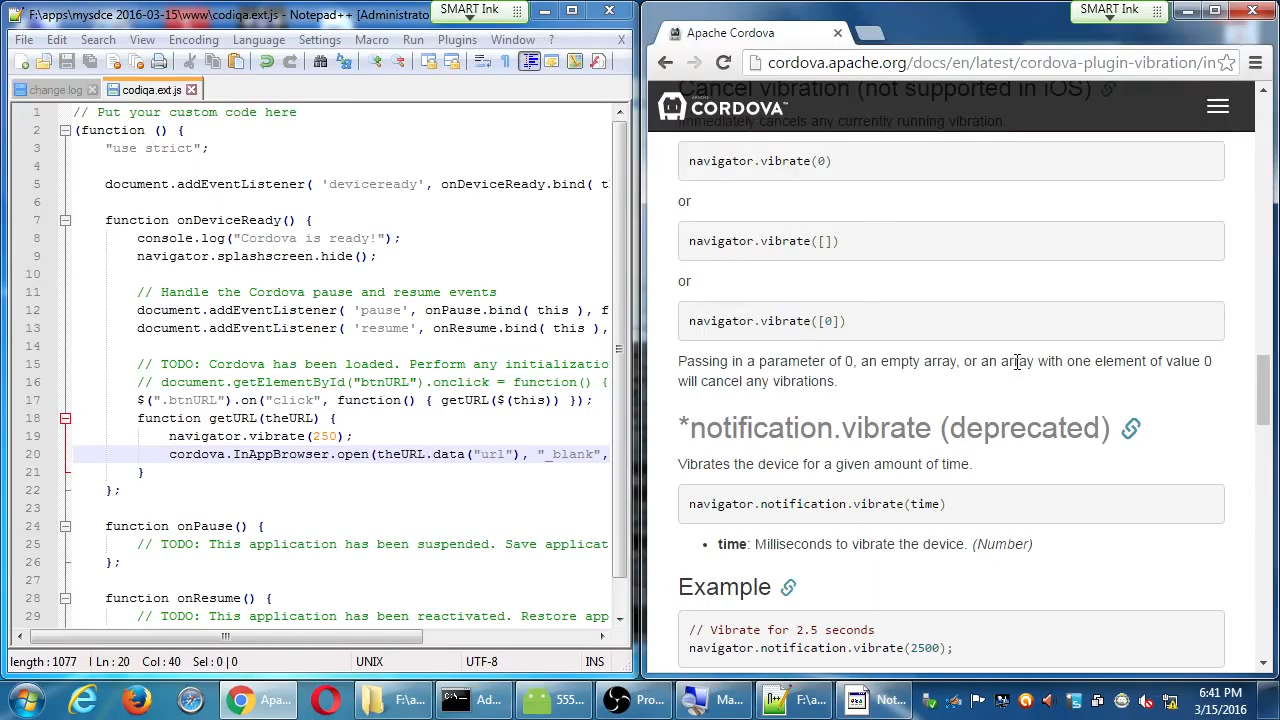 F:\apps\mysdce 2016-03-15\www\codiqa.ext.js - Notepad++ [Administrato
SMART Ink
File Edit Search View Encoding Language Settings Macro Run Plugins Window ? X
change.log
codiqa.ext.js
1 // Put your custom code here
2 (function () {
3 "use strict";
4
5 document.addEventListener( 'deviceready', onDeviceReady.bind( t
6
7 function onDeviceReady() {
8 console.log("Cordova is ready!");
9 navigator.splashscreen.hide();
10
11 // Handle the Cordova pause and resume events
12 document.addEventListener( 'pause', onPause.bind( this ), f
13 document.addEventListener( 'resume', onResume.bind( this ),
14
15 // TODO: Cordova has been loaded. Perform any initializatio
16 // document.getElementById("btnURL").onclick = function() {
17 $(".btnURL").on("click", function() { getURL($(this)) });
18 function getURL(theURL) {
19 navigator.vibrate(250);
20 cordova.InAppBrowser.open(theURL.data("url"), "_blank",
21 }
22 };
23
24 function onPause() {
25 // TODO: This application has been suspended. Save applicat
26 };
27
28 function onResume() {
29 // TODO: This application has been reactivated. Restore app
length : 1077 Ln : 20 Col : 40 Sel : 0 | 0 UNIX UTF-8 INS
SMART Ink
Apache Cordova
cordova.apache.org/docs/en/latest/cordova-plugin-vibration/in
Cancel vibration (not supported in iOS)
APACHE
CORDOVA™
Immediately cancels any currently running vibration.
navigator.vibrate(0)
or
navigator.vibrate([])
or
navigator.vibrate([0])
Passing in a parameter of 0, an empty array, or an array with one element of value 0
will cancel any vibrations.
*notification.vibrate (deprecated)
Vibrates the device for a given amount of time.
navigator.notification.vibrate(time)
• time: Milliseconds to vibrate the device. (Number)
Example
// Vibrate for 2.5 seconds
navigator.notification.vibrate(2500);
Apa... F:\a... Ad... 555... Pro... Ma... F:\a... Not...
6:41 PM
3/15/2016